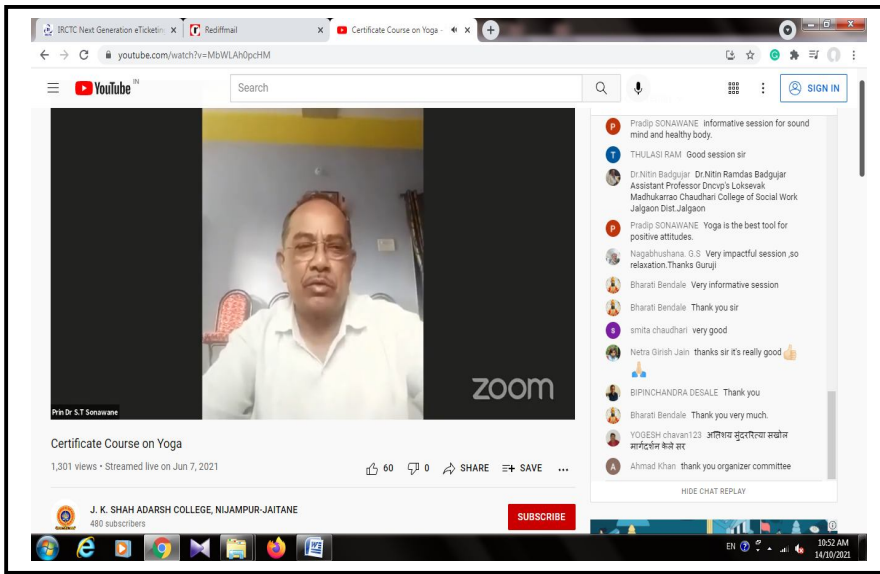 IRCTC Next Generation eTicketin
Rediffmail
Certificate Course on Yoga -
youtube.com/watch?v=MbWLAh0pcHM
YouTube IN
Search
SIGN IN
zoom
Prin Dr S.T Sonawane
Certificate Course on Yoga
1,301 views • Streamed live on Jun 7, 2021
60
0
SHARE
SAVE
J. K. SHAH ADARSH COLLEGE, NIJAMPUR-JAITANE
480 subscribers
SUBSCRIBE
Pradip SONAWANE informative session for sound
mind and healthy body.
THULASI RAM Good session sir
Dr.Nitin Badgujar Dr.Nitin Ramdas Badgujar
Assistant Professor Dncvp's Loksevak
Madhukarrao Chaudhari College of Social Work
Jalgaon Dist.Jalgaon
Pradip SONAWANE Yoga is the best tool for
positive attitudes.
Nagabhushana. G.S Very impactful session ,so
relaxation.Thanks Guruji
Bharati Bendale Very informative session
Bharati Bendale Thank you sir
smita chaudhari very good
Netra Girish Jain thanks sir it's really good
BIPINCHANDRA DESALE Thank you
Bharati Bendale Thank you very much.
YOGESH chavan123 अतिशय सुंदररित्या सखोल
मार्गदर्शन केले सर
Ahmad Khan thank you organizer committee
HIDE CHAT REPLAY
EN
10:52 AM
14/10/2021